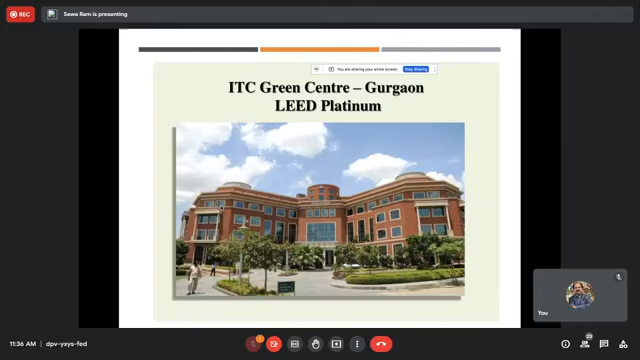 REC
Sewa Ram is presenting
You are sharing your entire screen.
Stop Sharing
ITC Green Centre – Gurgaon
LEED Platinum
You
11:36 AM | dpv-yxys-fed